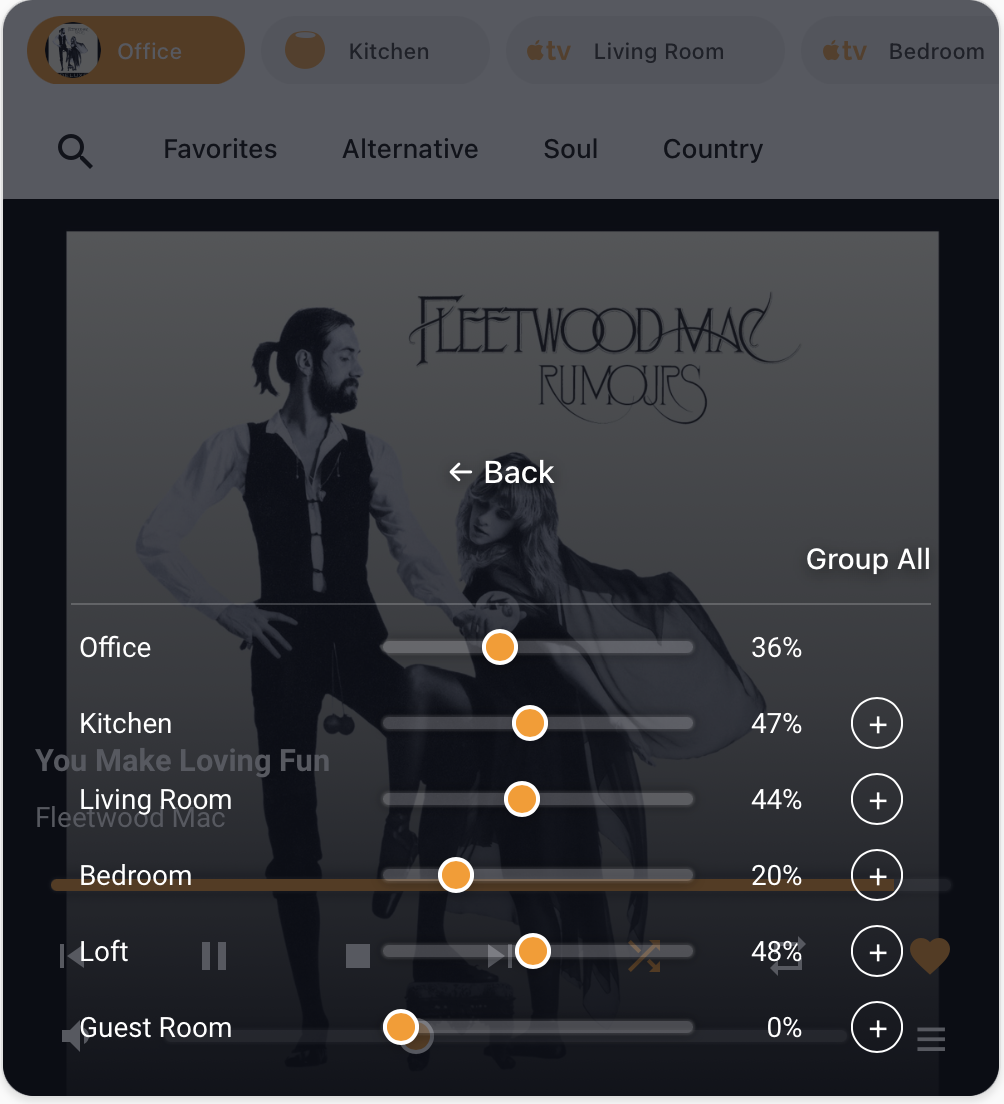 Office Kitchen tv Living Room tv Bedroom
Favorites Alternative Soul Country
FLEETWOOD MAC
RUMOURS
← Back
Group All
Office 36%
Kitchen 47% +
You Make Loving Fun
Living Room 44% +
Fleetwood Mac
Bedroom 20% +
Loft 48% +
Guest Room 0% +